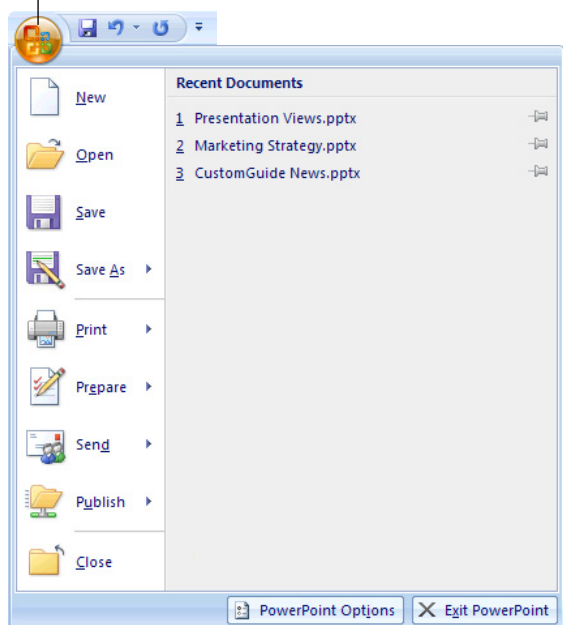 New
Open
Save
Save As
Print
Prepare
Send
Publish
Close
Recent Documents
1 Presentation Views.pptx
2 Marketing Strategy.pptx
3 CustomGuide News.pptx
PowerPoint Options
Exit PowerPoint